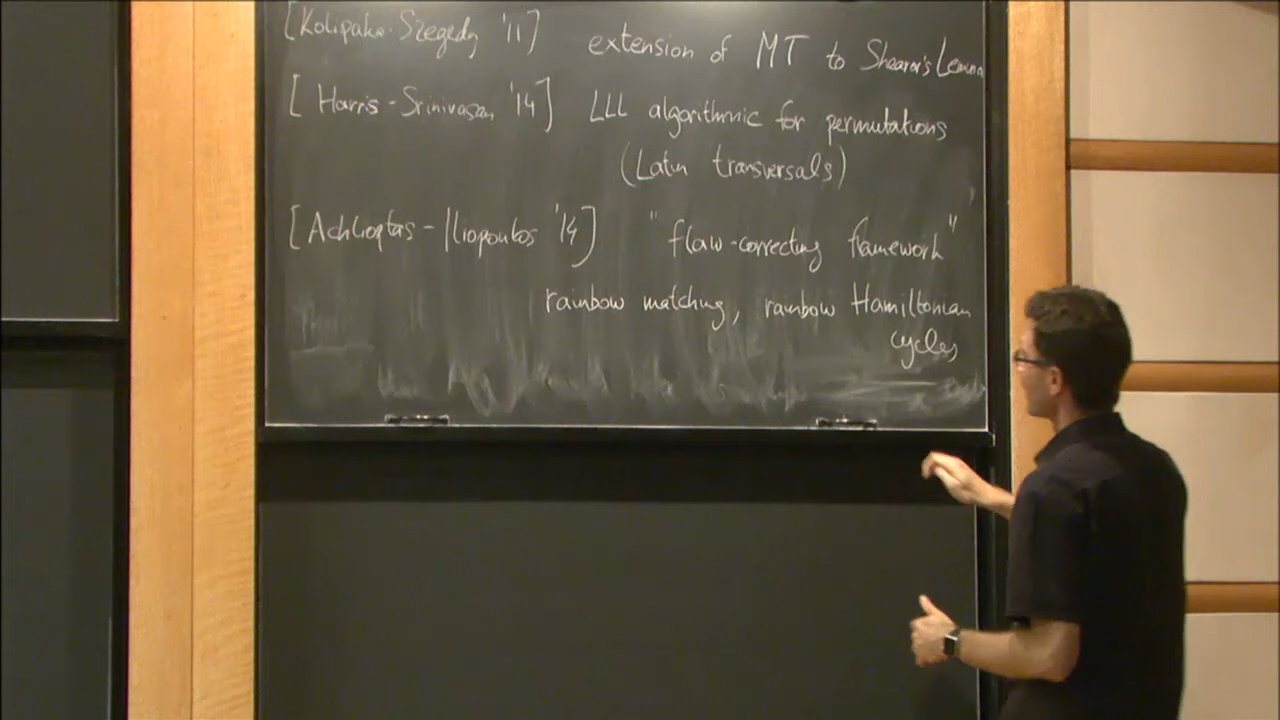 [Kolipaka-Szegedy '11] extension of MT to Shearer's Lemma
[Harris-Srinivasan '14] LLL algorithmic for permutations
(Latin transversals)
[Achlioptas-Iliopoulos '14] "flaw-correcting framework"
rainbow matching, rainbow Hamiltonian
cycles